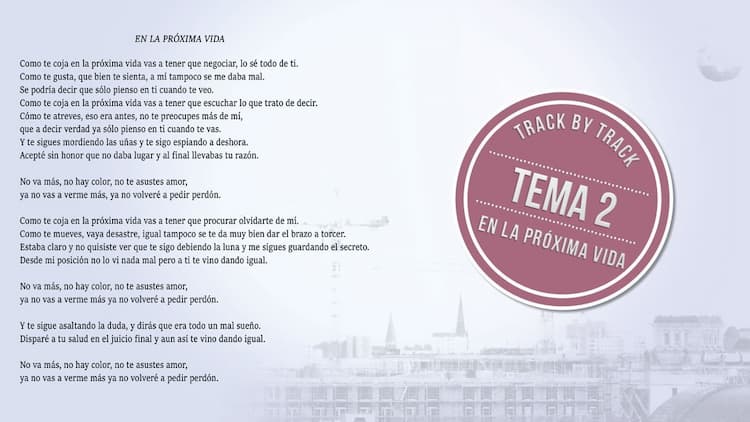 EN LA PRÓXIMA VIDA
Como te coja en la próxima vida vas a tener que negociar, lo sé todo de ti.
Como te gusta, que bien te sienta, a mí tampoco se me daba mal.
Se podría decir que sólo pienso en ti cuando te veo.
Como te coja en la próxima vida vas a tener que escuchar lo que trato de decir.
Cómo te atreves, eso era antes, no te preocupes más de mí,
que a decir verdad ya sólo pienso en ti cuando te vas.
Y te sigues mordiendo las uñas y te sigo espiando a deshora.
Acepté sin honor que no daba lugar y al final llevabas tu razón.
No va más, no hay color, no te asustes amor,
ya no vas a verme más, ya no volveré a pedir perdón.
Como te coja en la próxima vida vas a tener que procurar olvidarte de mí.
Como te mueves, vaya desastre, igual tampoco se te da muy bien dar el brazo a torcer.
Estaba claro y no quisiste ver que te sigo debiendo la luna y me sigues guardando el secreto.
Desde mi posición no lo vi nada mal pero a ti te vino dando igual.
No va más, no hay color, no te asustes amor,
ya no vas a verme más ya no volveré a pedir perdón.
Y te sigue asaltando la duda, y dirás que era todo un mal sueño.
Disparé a tu salud en el juicio final y aun así te vino dando igual.
No va más, no hay color, no te asustes amor,
ya no vas a verme más ya no volveré a pedir perdón.
TRACK BY TRACK
TEMA 2
EN LA PRÓXIMA VIDA